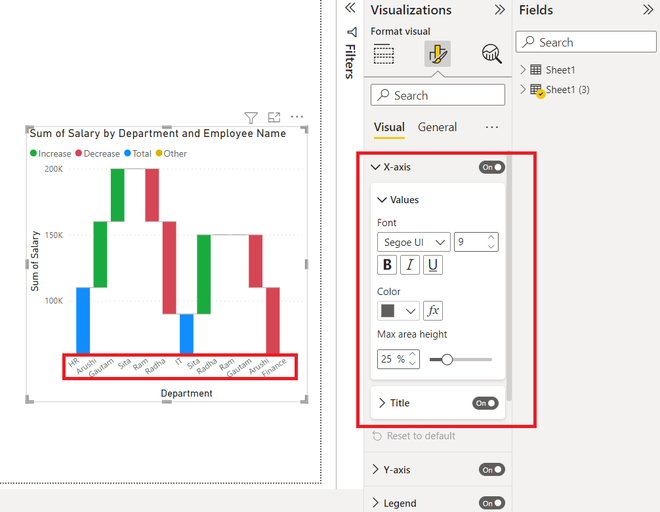 Visualizations
Fields
Format visual
Filters
Search
Search
Sheet1
Sheet1 (3)
Visual General
X-axis On
Values
Font
Segoe UI 9
B I U
Color
fx
Max area height
25 %
Title On
Reset to default
Y-axis On
Legend On
Sum of Salary by Department and Employee Name
Increase Decrease Total Other
200K
150K
100K
Sum of Salary
HR Arushi Gautam Sita Ram Radha IT Sita Radha Ram Gautam Arushi Finance
Department